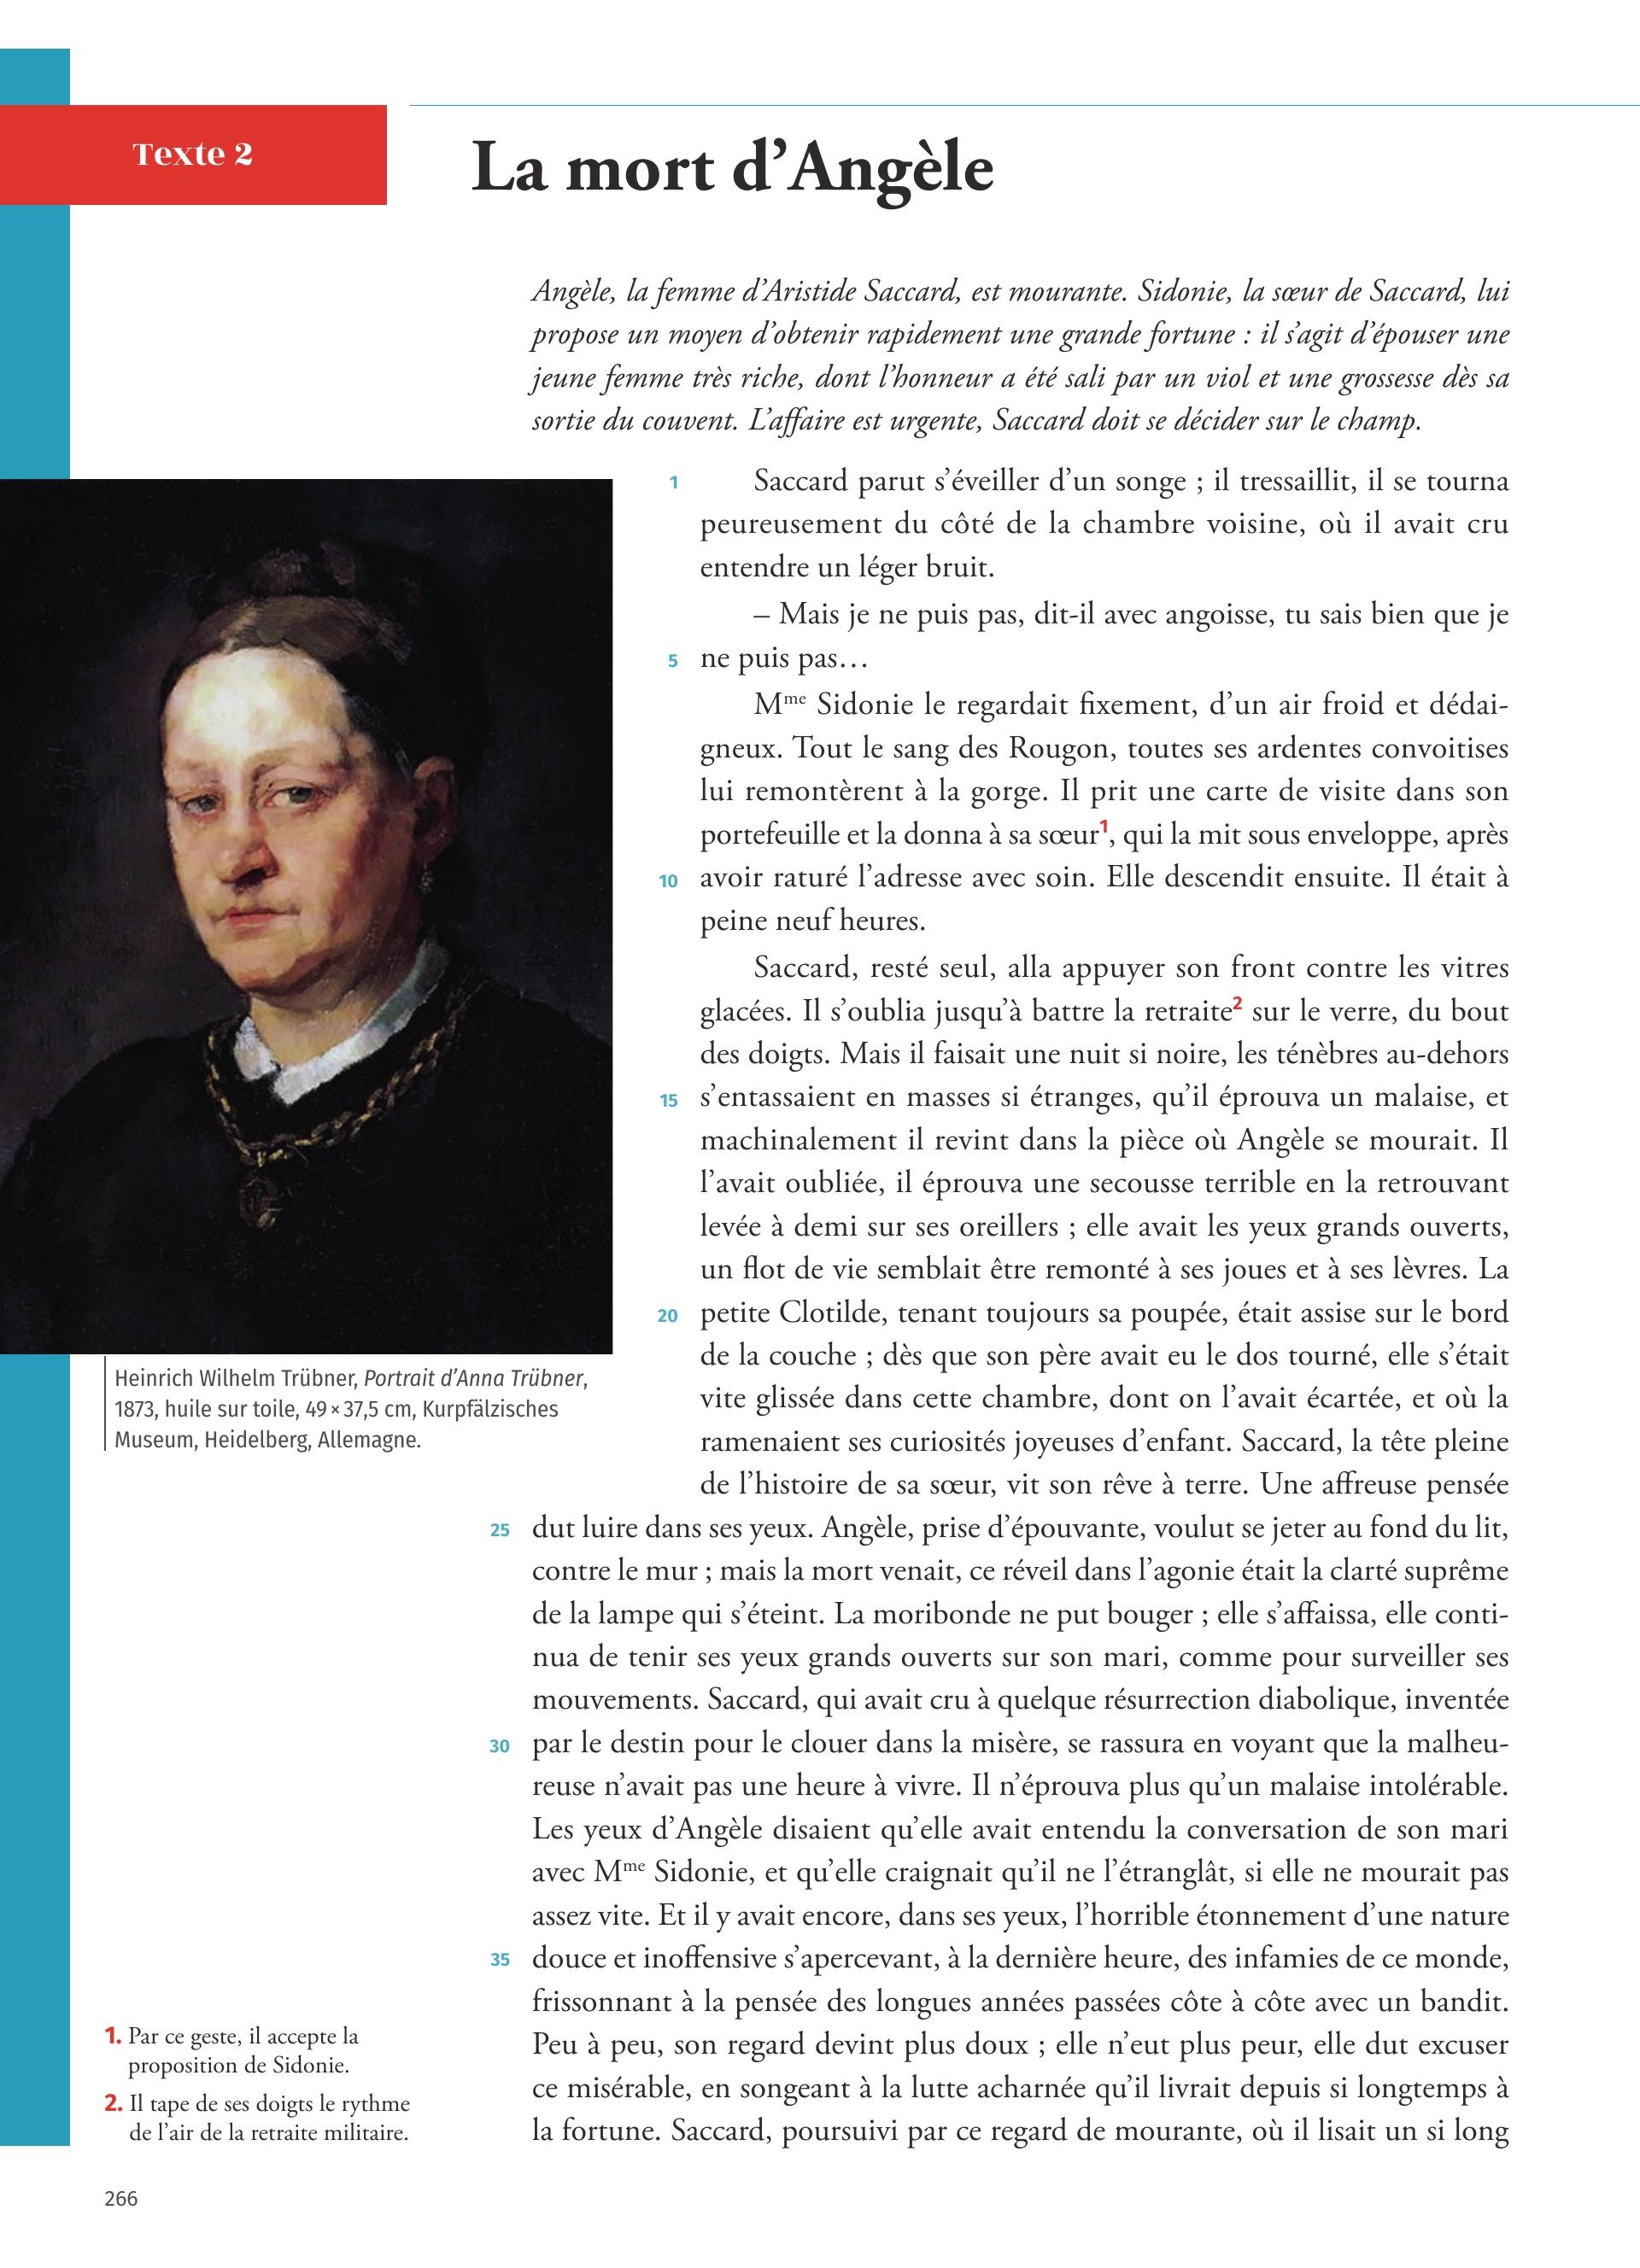 Texte 2
La mort d’Angèle
Angèle, la femme d’Aristide Saccard, est mourante. Sidonie, la sœur de Saccard, lui
propose un moyen d’obtenir rapidement une grande fortune : il s’agit d’épouser une
jeune femme très riche, dont l’honneur a été sali par un viol et une grossesse dès sa
sortie du couvent. L’affaire est urgente, Saccard doit se décider sur le champ.
1 Saccard parut s’éveiller d’un songe ; il tressaillit, il se tourna
peureusement du côté de la chambre voisine, où il avait cru
entendre un léger bruit.
– Mais je ne puis pas, dit-il avec angoisse, tu sais bien que je
5 ne puis pas…
Mme Sidonie le regardait fixement, d’un air froid et dédai-
gneux. Tout le sang des Rougon, toutes ses ardentes convoitises
lui remontèrent à la gorge. Il prit une carte de visite dans son
portefeuille et la donna à sa sœur1, qui la mit sous enveloppe, après
10 avoir raturé l’adresse avec soin. Elle descendit ensuite. Il était à
peine neuf heures.
Saccard, resté seul, alla appuyer son front contre les vitres
glacées. Il s’oublia jusqu’à battre la retraite2 sur le verre, du bout
des doigts. Mais il faisait une nuit si noire, les ténèbres au-dehors
15 s’entassaient en masses si étranges, qu’il éprouva un malaise, et
machinalement il revint dans la pièce où Angèle se mourait. Il
l’avait oubliée, il éprouva une secousse terrible en la retrouvant
levée à demi sur ses oreillers ; elle avait les yeux grands ouverts,
un flot de vie semblait être remonté à ses joues et à ses lèvres. La
20 petite Clotilde, tenant toujours sa poupée, était assise sur le bord
de la couche ; dès que son père avait eu le dos tourné, elle s’était
vite glissée dans cette chambre, dont on l’avait écartée, et où la
ramenaient ses curiosités joyeuses d’enfant. Saccard, la tête pleine
de l’histoire de sa sœur, vit son rêve à terre. Une affreuse pensée
25 dut luire dans ses yeux. Angèle, prise d’épouvante, voulut se jeter au fond du lit,
contre le mur ; mais la mort venait, ce réveil dans l’agonie était la clarté suprême
de la lampe qui s’éteint. La moribonde ne put bouger ; elle s’affaissa, elle conti-
nua de tenir ses yeux grands ouverts sur son mari, comme pour surveiller ses
mouvements. Saccard, qui avait cru à quelque résurrection diabolique, inventée
30 par le destin pour le clouer dans la misère, se rassura en voyant que la malheu-
reuse n’avait pas une heure à vivre. Il n’éprouva plus qu’un malaise intolérable.
Les yeux d’Angèle disaient qu’elle avait entendu la conversation de son mari
avec Mme Sidonie, et qu’elle craignait qu’il ne l’étranglât, si elle ne mourait pas
assez vite. Et il y avait encore, dans ses yeux, l’horrible étonnement d’une nature
35 douce et inoffensive s’apercevant, à la dernière heure, des infamies de ce monde,
frissonnant à la pensée des longues années passées côte à côte avec un bandit.
Peu à peu, son regard devint plus doux ; elle n’eut plus peur, elle dut excuser
ce misérable, en songeant à la lutte acharnée qu’il livrait depuis si longtemps à
la fortune. Saccard, poursuivi par ce regard de mourante, où il lisait un si long
Heinrich Wilhelm Trübner, Portrait d’Anna Trübner,
1873, huile sur toile, 49 × 37,5 cm, Kurpfälzisches
Museum, Heidelberg, Allemagne.
1. Par ce geste, il accepte la
proposition de Sidonie.
2. Il tape de ses doigts le rythme
de l’air de la retraite militaire.
266